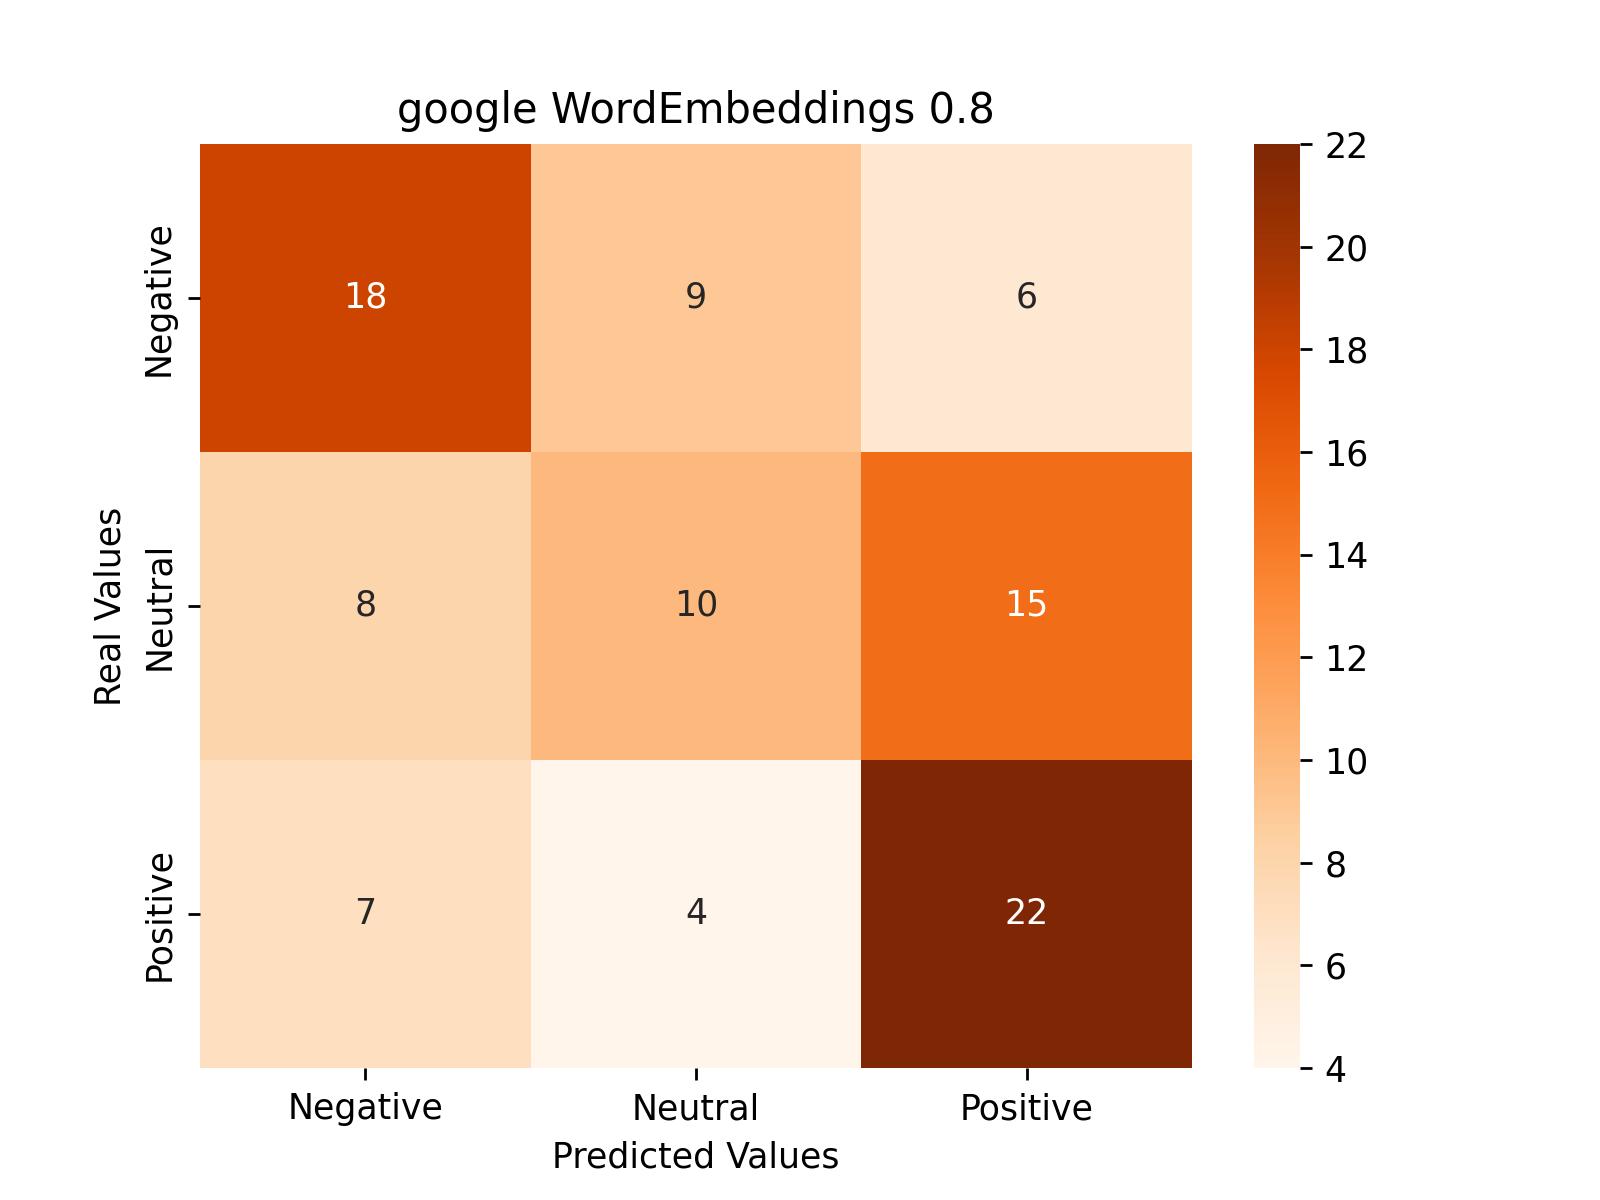 google WordEmbeddings 0.8
Real Values
Negative
18 9 6
Neutral
8 10 15
Positive
7 4 22
Negative Neutral Positive
Predicted Values
22
20
18
16
14
12
10
8
6
4